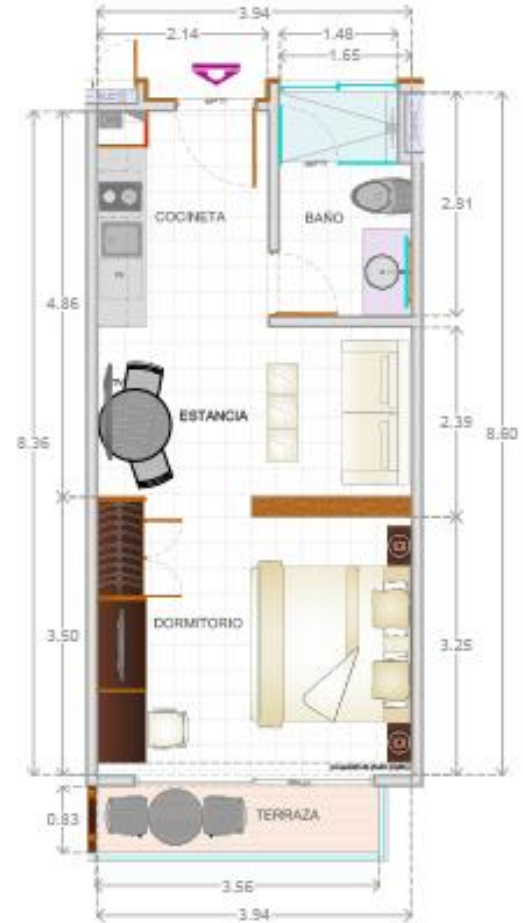 3.94
2.14
1.48
1.65
COCINETA
BAÑO
2.81
4.86
TV
ESTANCIA
2.39
8.36
8.60
DORMITORIO
3.50
3.25
TERRAZA
0.83
3.56
3.94